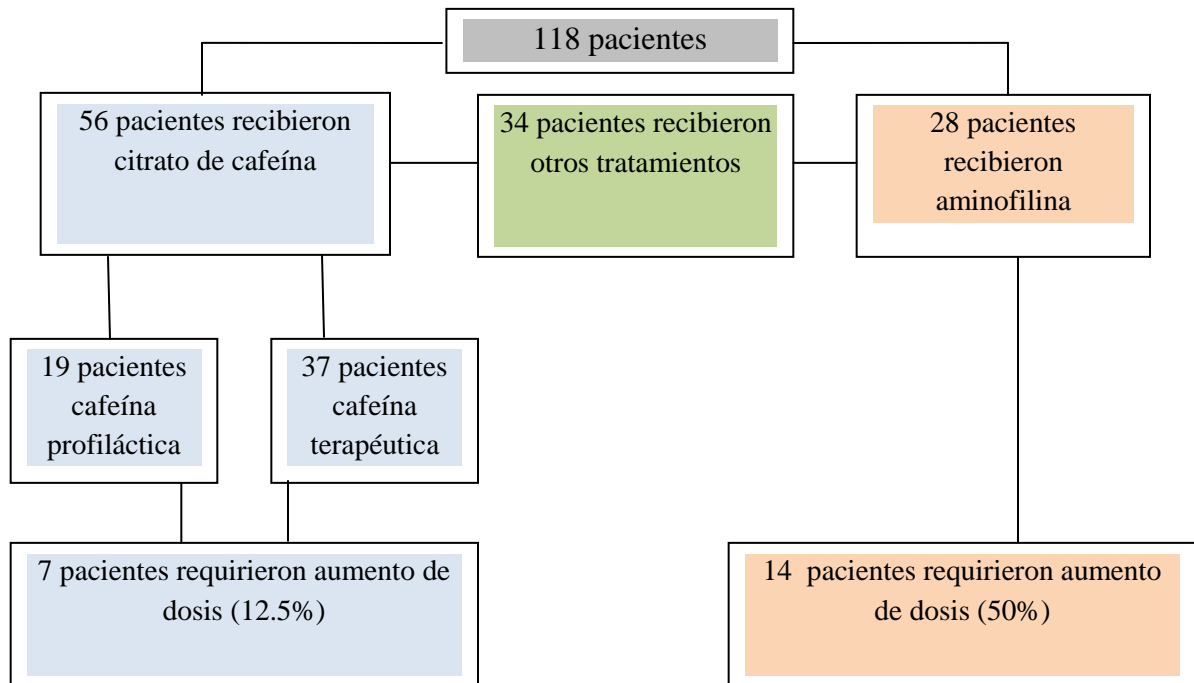 118 pacientes
56 pacientes recibieron
citrato de cafeína
34 pacientes recibieron
otros tratamientos
28 pacientes
recibieron
aminofilina
19 pacientes
cafeína
profiláctica
37 pacientes
cafeína
terapéutica
7 pacientes requirieron aumento de
dosis (12.5%)
14 pacientes requirieron aumento
de dosis (50%)